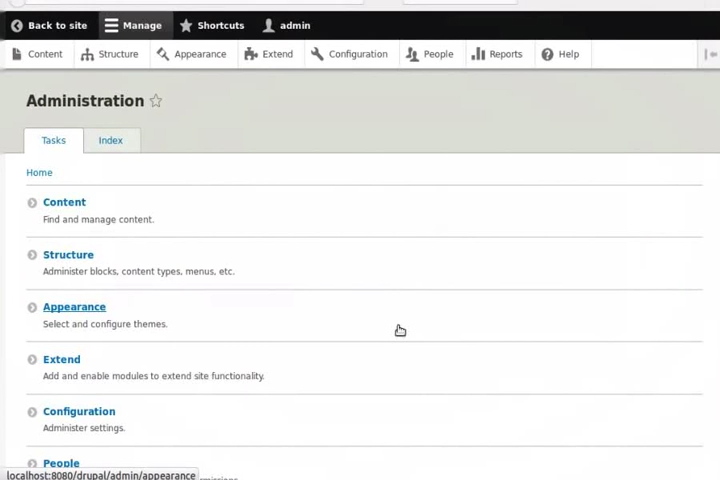 Back to site Manage Shortcuts admin
Content Structure Appearance Extend Configuration People Reports Help
Administration
Tasks Index
Home
Content
Find and manage content.
Structure
Administer blocks, content types, menus, etc.
Appearance
Select and configure themes.
Extend
Add and enable modules to extend site functionality.
Configuration
Administer settings.
People
localhost:8080/drupal/admin/appearance